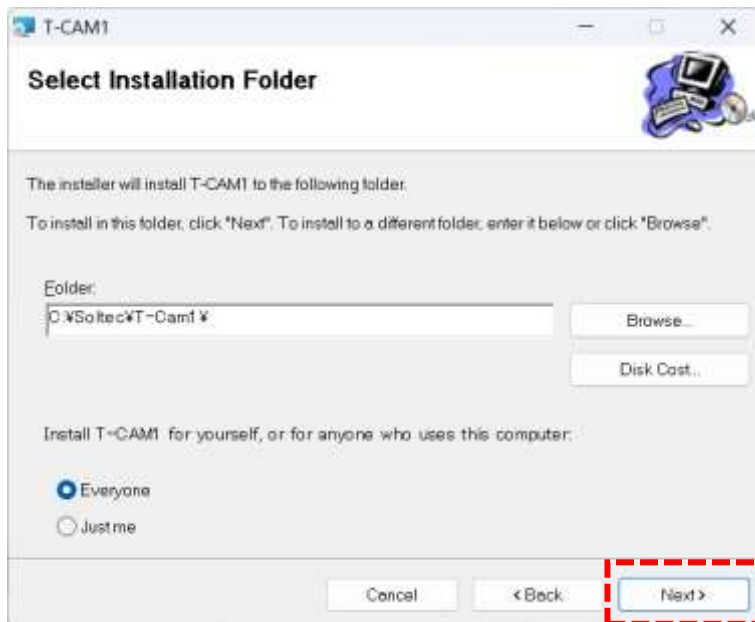 T-CAM1
Select Installation Folder
The installer will install T-CAM1 to the following folder.
To install in this folder, click "Next". To install to a different folder, enter it below or click "Browse".
Folder:
C:¥Soltec¥T-Cam1¥
Browse...
Disk Cost...
Install T-CAM1 for yourself, or for anyone who uses this computer:
Everyone
Just me
Cancel
< Back
Next >